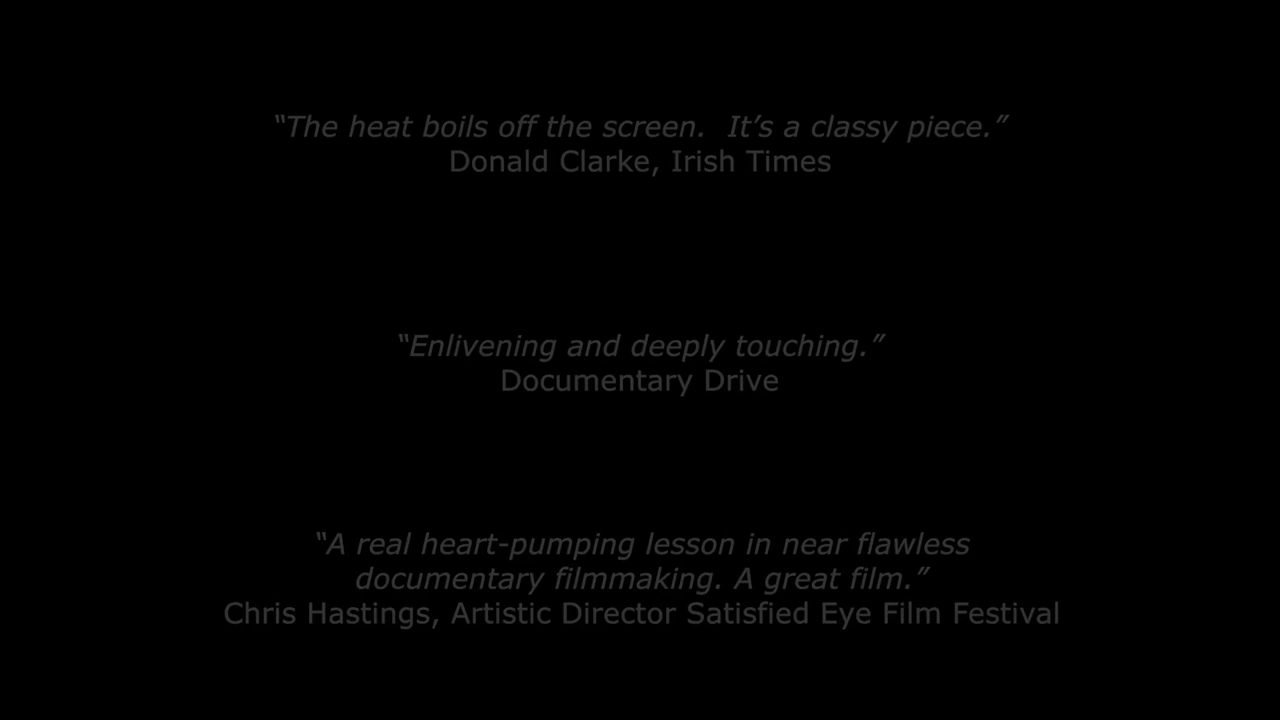 “The heat boils off the screen.  It’s a classy piece.”
Donald Clarke, Irish Times
“Enlivening and deeply touching.”
Documentary Drive
“A real heart-pumping lesson in near flawless
documentary filmmaking. A great film.”
Chris Hastings, Artistic Director Satisfied Eye Film Festival